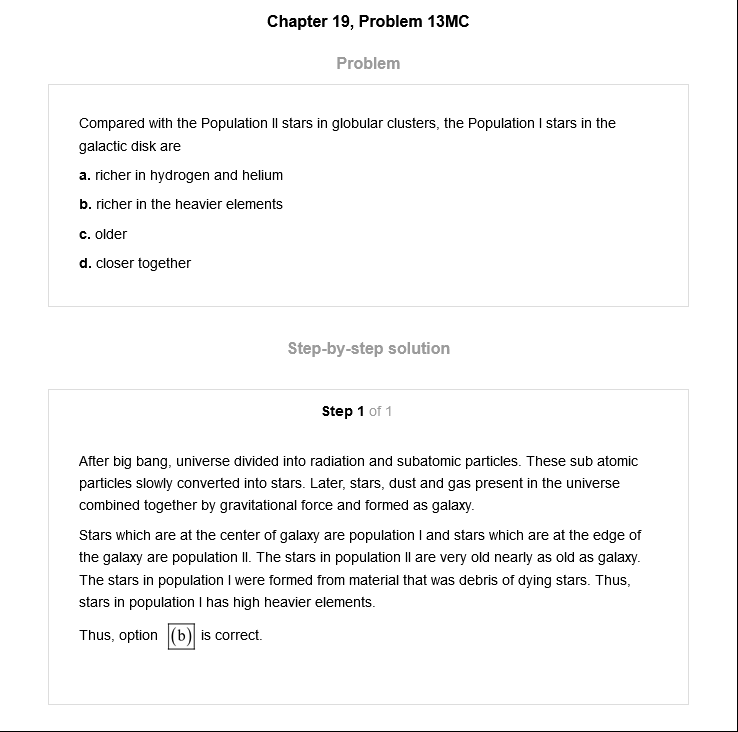 Chapter 19, Problem 13MC
Problem
Compared with the Population II stars in globular clusters, the Population I stars in the
galactic disk are
a. richer in hydrogen and helium
b. richer in the heavier elements
c. older
d. closer together
Step-by-step solution
Step 1 of 1
After big bang, universe divided into radiation and subatomic particles. These sub atomic
particles slowly converted into stars. Later, stars, dust and gas present in the universe
combined together by gravitational force and formed as galaxy.
Stars which are at the center of galaxy are population I and stars which are at the edge of
the galaxy are population II. The stars in population II are very old nearly as old as galaxy.
The stars in population I were formed from material that was debris of dying stars. Thus,
stars in population I has high heavier elements.
Thus, option (b) is correct.